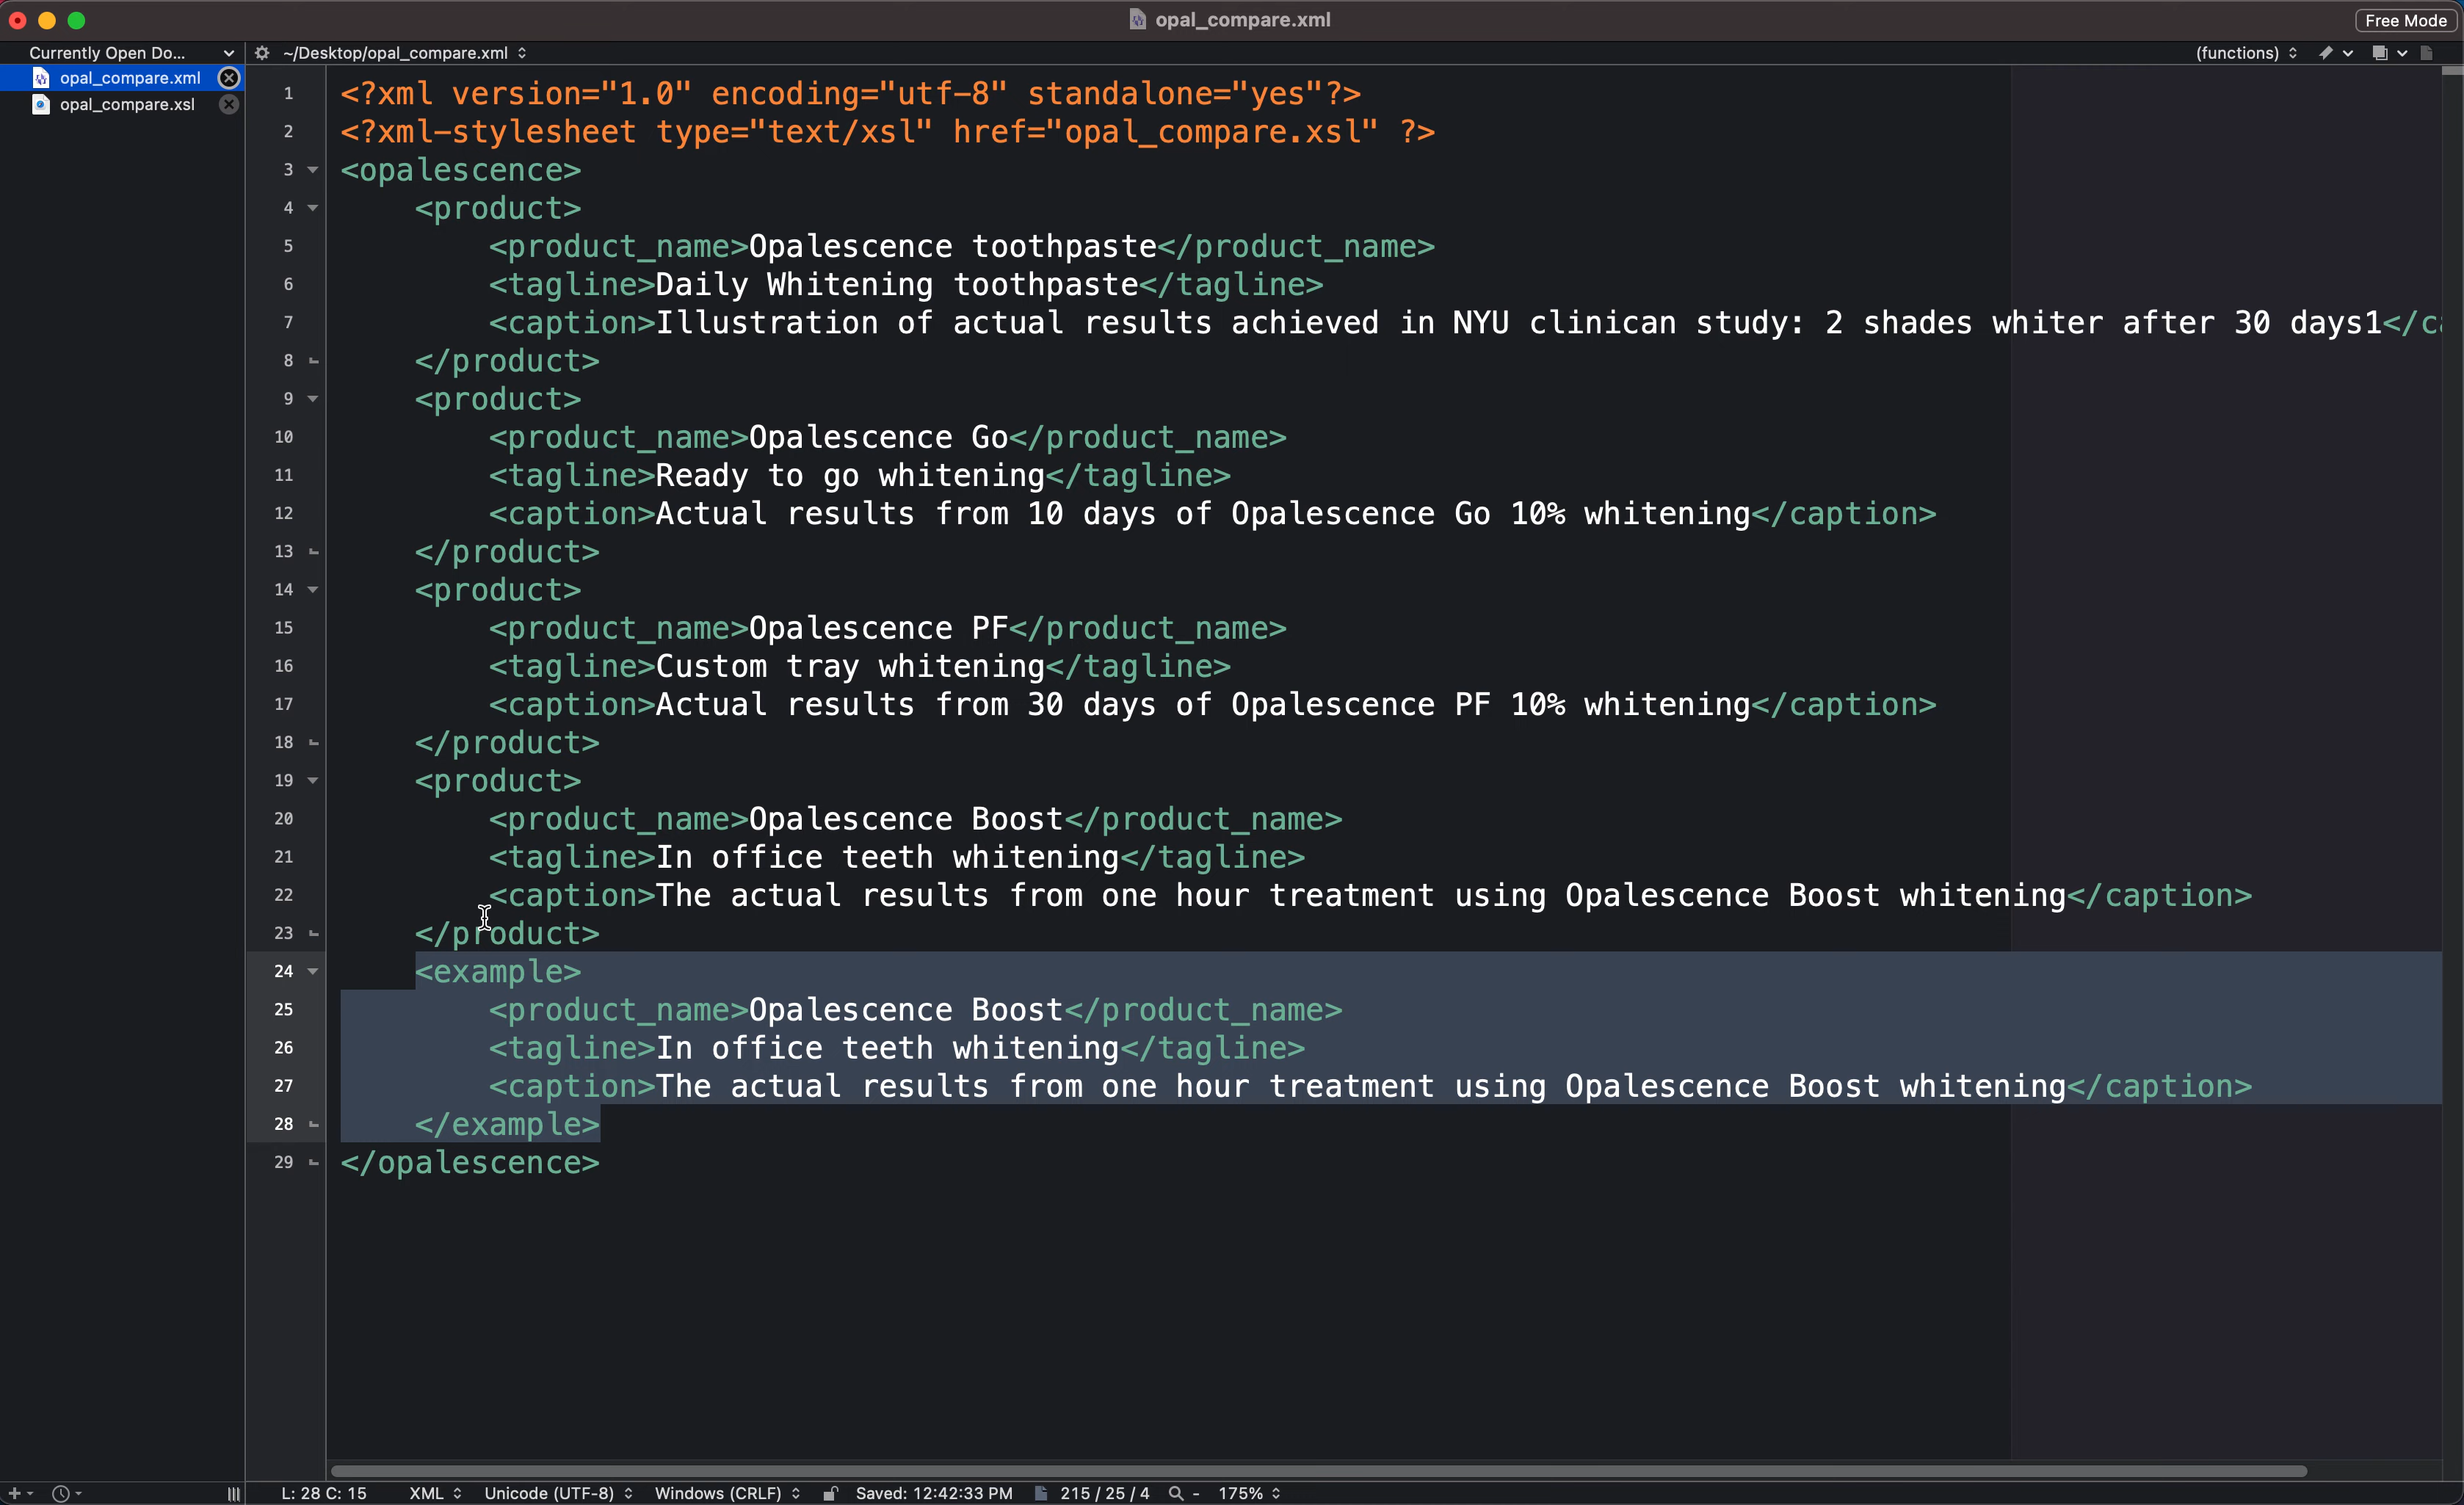 opal_compare.xml
Free Mode
Currently Open Do...
~/Desktop/opal_compare.xml
(functions)
opal_compare.xml
opal_compare.xsl
1 <?xml version="1.0" encoding="utf-8" standalone="yes"?>
2 <?xml-stylesheet type="text/xsl" href="opal_compare.xsl" ?>
3 <opalescence>
4 <product>
5 <product_name>Opalescence toothpaste</product_name>
6 <tagline>Daily Whitening toothpaste</tagline>
7 <caption>Illustration of actual results achieved in NYU clinican study: 2 shades whiter after 30 days1</c
8 </product>
9 <product>
10 <product_name>Opalescence Go</product_name>
11 <tagline>Ready to go whitening</tagline>
12 <caption>Actual results from 10 days of Opalescence Go 10% whitening</caption>
13 </product>
14 <product>
15 <product_name>Opalescence PF</product_name>
16 <tagline>Custom tray whitening</tagline>
17 <caption>Actual results from 30 days of Opalescence PF 10% whitening</caption>
18 </product>
19 <product>
20 <product_name>Opalescence Boost</product_name>
21 <tagline>In office teeth whitening</tagline>
22 <caption>The actual results from one hour treatment using Opalescence Boost whitening</caption>
23 </product>
24 <example>
25 <product_name>Opalescence Boost</product_name>
26 <tagline>In office teeth whitening</tagline>
27 <caption>The actual results from one hour treatment using Opalescence Boost whitening</caption>
28 </example>
29 </opalescence>
L: 28 C: 15 XML Unicode (UTF-8) Windows (CRLF) Saved: 12:42:33 PM 215 / 25 / 4 - 175%